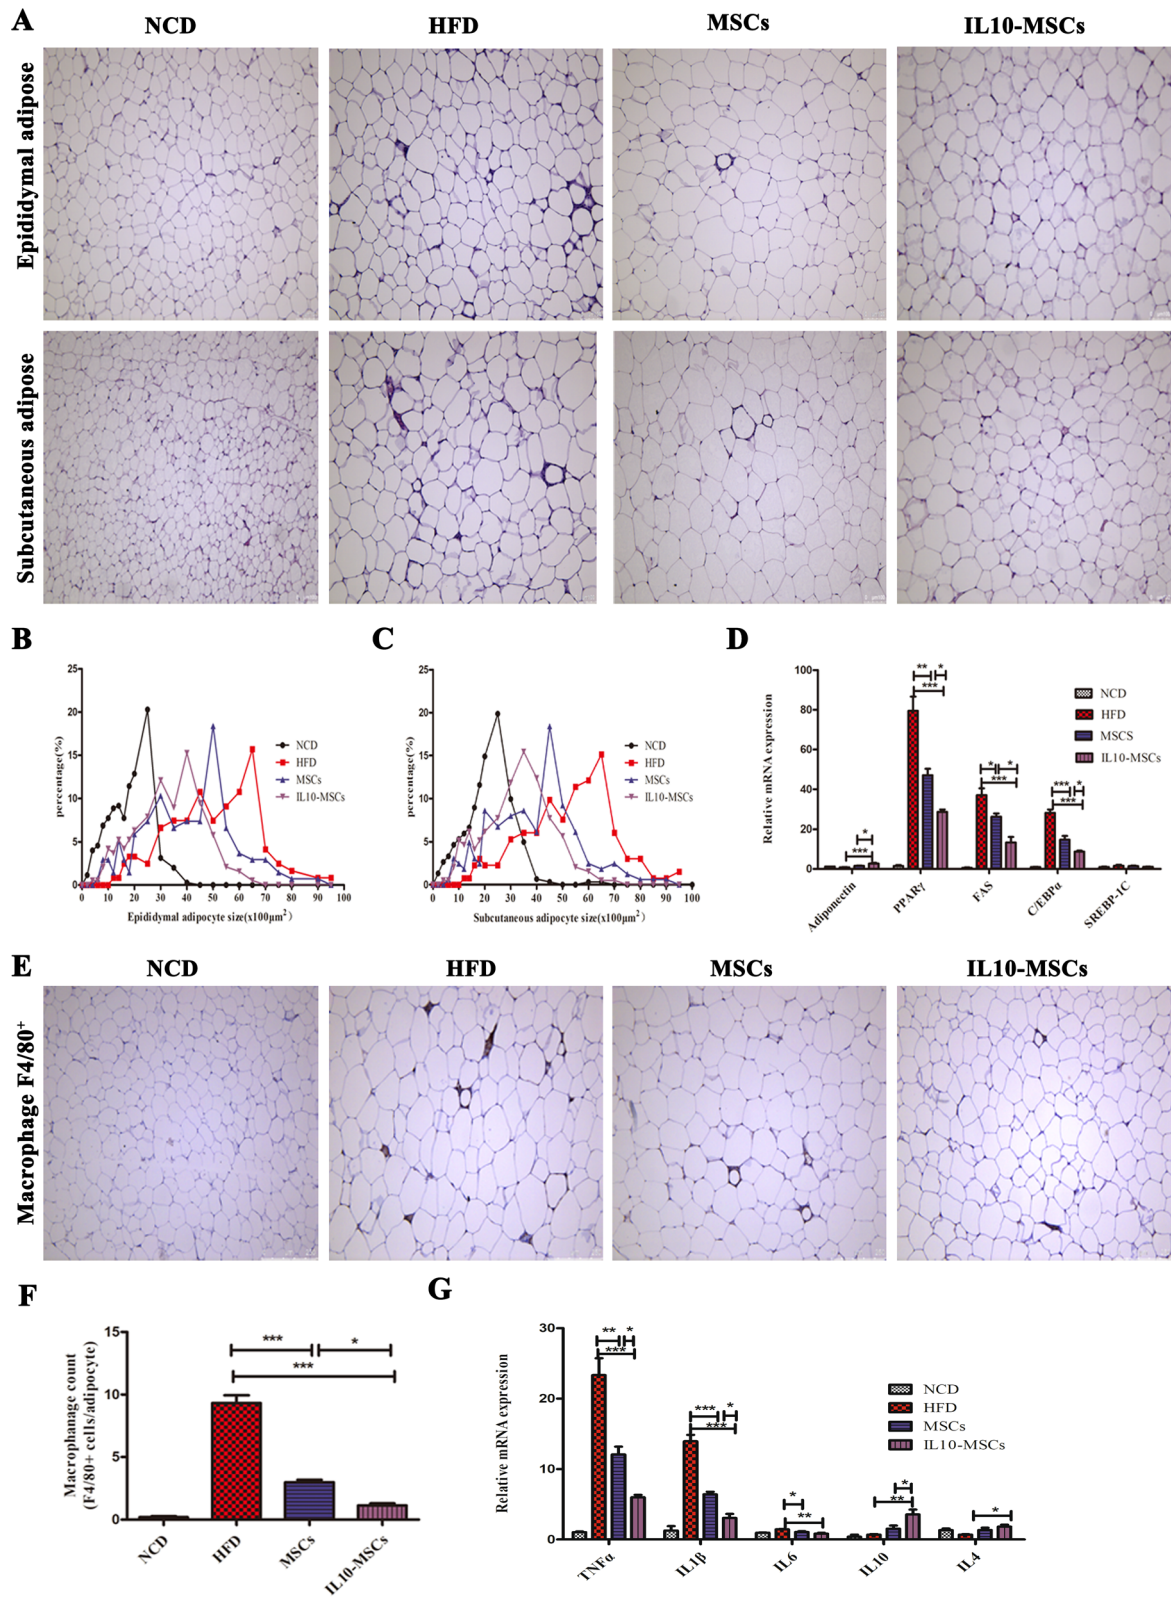 A
NCD
HFD
MSCs
IL10-MSCs
Epididymal adipose
Subcutaneous adipose
B
percentage(%)
25
20
15
10
5
0
0 10 20 30 40 50 60 70 80 90 100
Epididymal adipocyte size(x100μm²)
NCD
HFD
MSCs
IL10-MSCs
C
percentage(%)
25
20
15
10
5
0
0 10 20 30 40 50 60 70 80 90 100
Subcutaneous adipocyte size(x100μm²)
NCD
HFD
MSCs
IL10-MSCs
D
Relative mRNA expression
100
80
60
40
20
0
** *
***
* *
***
*** *
***
*
***
NCD
HFD
MSCS
IL10-MSCs
Adiponectin
PPARγ
FAS
C/EBPα
SREBP-1C
E
NCD
HFD
MSCs
IL10-MSCs
Macrophage F4/80⁺
F
Macrophanage count
(F4/80+ cells/adipocyte)
15
10
5
0
*** *
***
NCD
HFD
MSCs
IL10-MSCs
G
Relative mRNA expression
30
20
10
0
** *
***
*** *
***
*
**
*
**
*
NCD
HFD
MSCs
IL10-MSCs
TNFα
IL1β
IL6
IL10
IL4